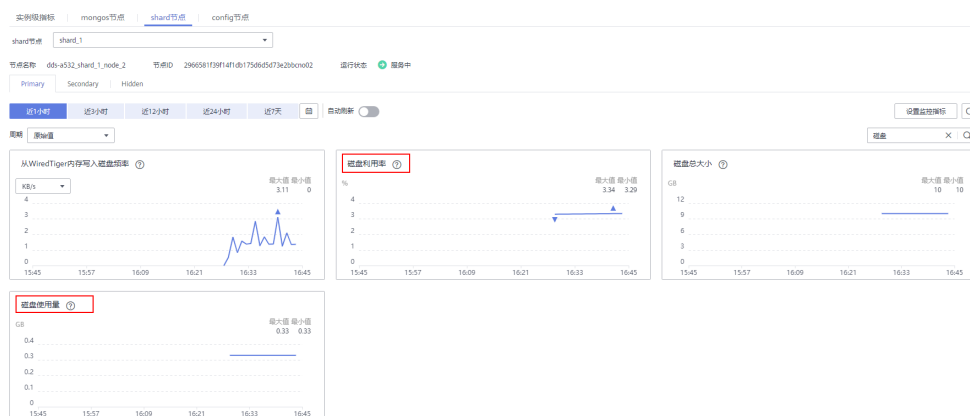 实例级指标 mongos节点 shard节点 config节点
shard节点 shard_1
节点名称 dds-a532_shard_1_node_2 节点ID 2966581f39f14f1db175d6d5d73e2bbcno02 运行状态 服务中
Primary Secondary Hidden
近1小时 近3小时 近12小时 近24小时 近7天 自动刷新 设置监控指标
周期 原始值 磁盘
从WiredTiger内存写入磁盘频率
KB/s 最大值 最小值
3.11 0
4
3
2
1
0
15:45 15:57 16:09 16:21 16:33 16:45
磁盘利用率
% 最大值 最小值
3.34 3.29
4
3
2
1
0
15:45 15:57 16:09 16:21 16:33 16:45
磁盘总大小
GB 最大值 最小值
10 10
12
9
6
3
0
15:45 15:57 16:09 16:21 16:33 16:45
磁盘使用量
GB 最大值 最小值
0.33 0.33
0.4
0.3
0.2
0.1
0
15:45 15:57 16:09 16:21 16:33 16:45